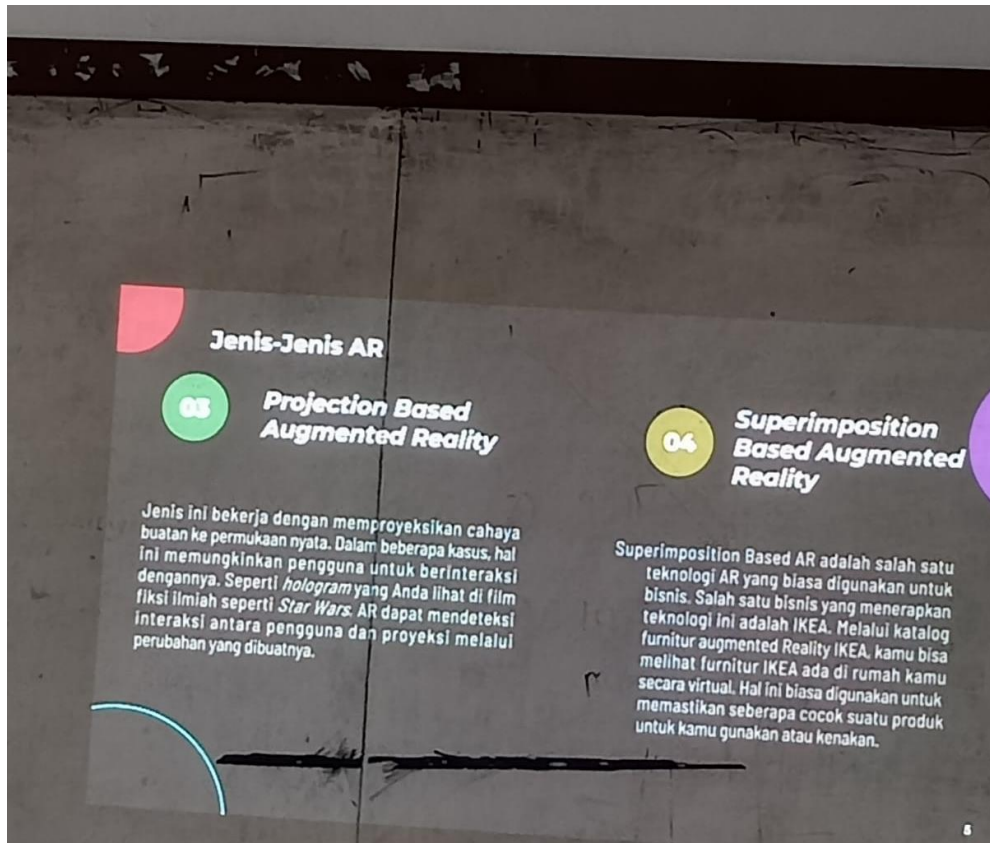 Jenis-Jenis AR
03
Projection Based
Augmented Reality
Jenis ini bekerja dengan memproyeksikan cahaya
buatan ke permukaan nyata. Dalam beberapa kasus, hal
ini memungkinkan pengguna untuk berinteraksi
dengannya. Seperti hologram yang Anda lihat di film
fiksi ilmiah seperti Star Wars. AR dapat mendeteksi
interaksi antara pengguna dan proyeksi melalui
perubahan yang dibuatnya.
04
Superimposition
Based Augmented
Reality
Superimposition Based AR adalah salah satu
teknologi AR yang biasa digunakan untuk
bisnis. Salah satu bisnis yang menerapkan
teknologi ini adalah IKEA. Melalui katalog
furnitur augmented Reality IKEA, kamu bisa
melihat furnitur IKEA ada di rumah kamu
secara virtual. Hal ini biasa digunakan untuk
memastikan seberapa cocok suatu produk
untuk kamu gunakan atau kenakan.
5